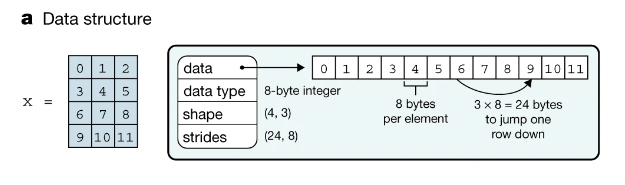 a Data structure
x =
0 1 2
3 4 5
6 7 8
9 10 11
data
data type 8-byte integer
shape (4, 3)
strides (24, 8)
0 1 2 3 4 5 6 7 8 9 10 11
8 bytes
per element
3 × 8 = 24 bytes
to jump one
row down